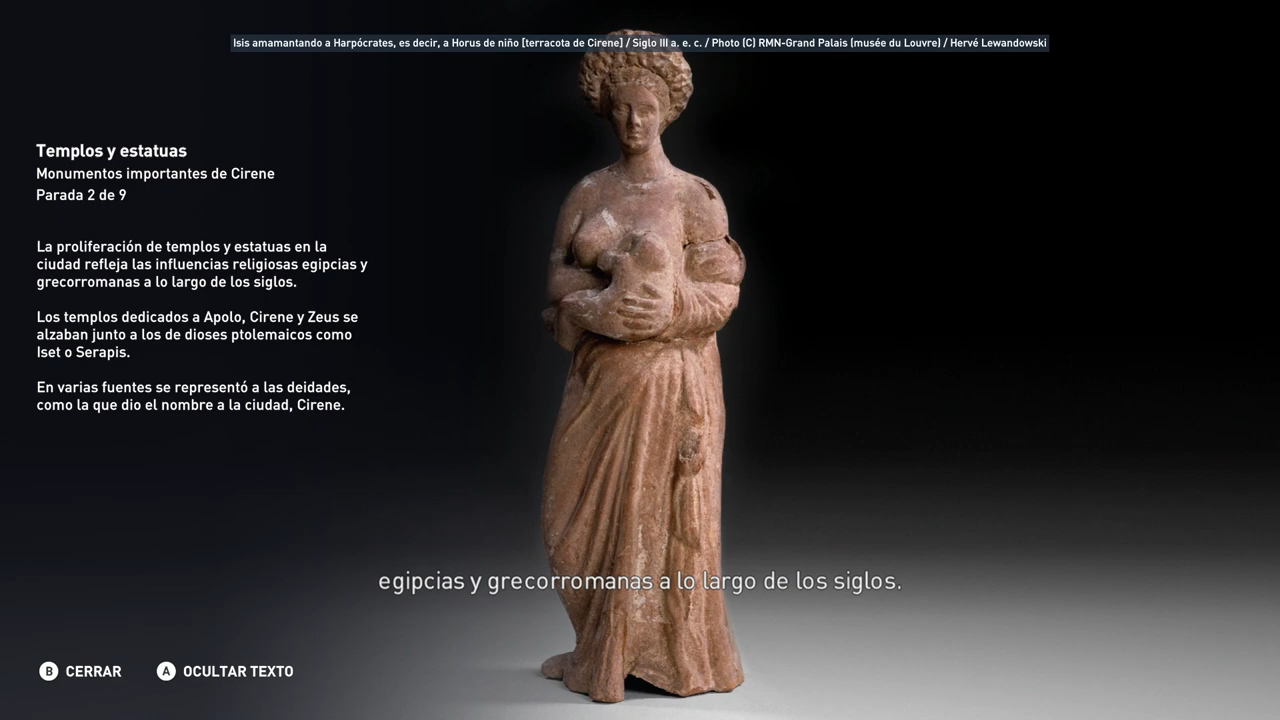 Isis amamantando a Harpócrates, es decir, a Horus de niño [terracota de Cirene] / Siglo III a. e. c. / Photo (C) RMN-Grand Palais (musée du Louvre) / Hervé Lewandowski
Templos y estatuas
Monumentos importantes de Cirene
Parada 2 de 9
La proliferación de templos y estatuas en la
ciudad refleja las influencias religiosas egipcias y
grecorromanas a lo largo de los siglos.
Los templos dedicados a Apolo, Cirene y Zeus se
alzaban junto a los de dioses ptolemaicos como
Iset o Serapis.
En varias fuentes se representó a las deidades,
como la que dio el nombre a la ciudad, Cirene.
egipcias y grecorromanas a lo largo de los siglos.
B CERRAR A OCULTAR TEXTO